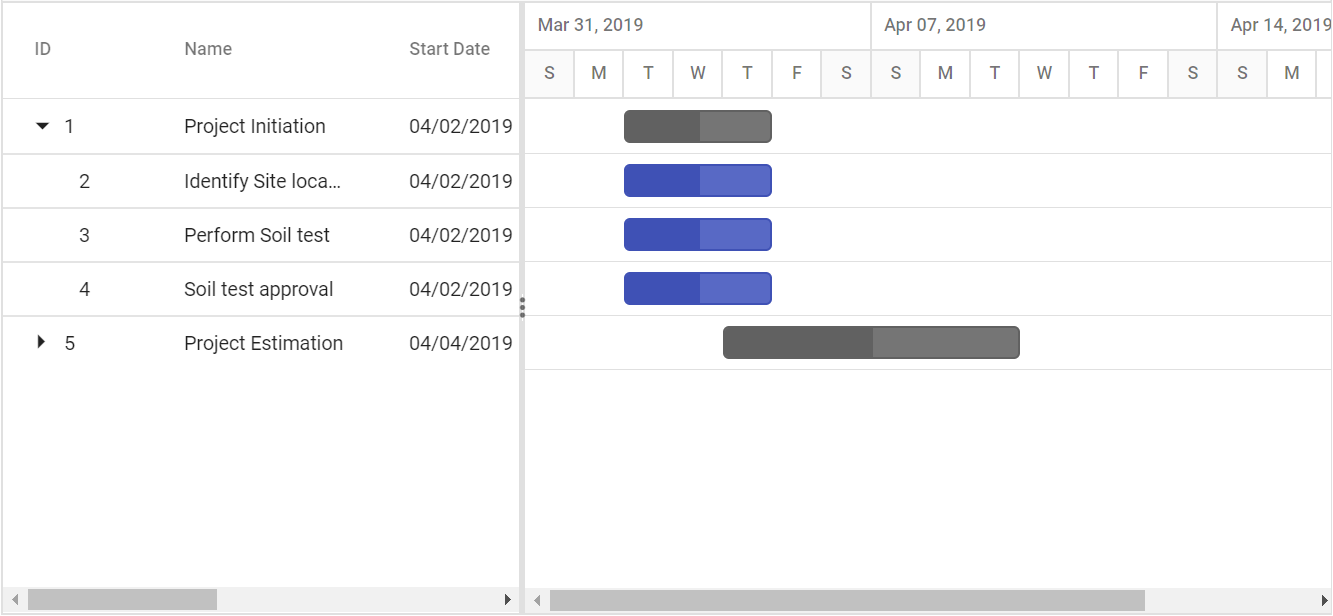 ID Name Start Date
Mar 31, 2019 Apr 07, 2019 Apr 14, 2019
S M T W T F S S M T W T F S S M
1 Project Initiation 04/02/2019
2 Identify Site loca... 04/02/2019
3 Perform Soil test 04/02/2019
4 Soil test approval 04/02/2019
5 Project Estimation 04/04/2019